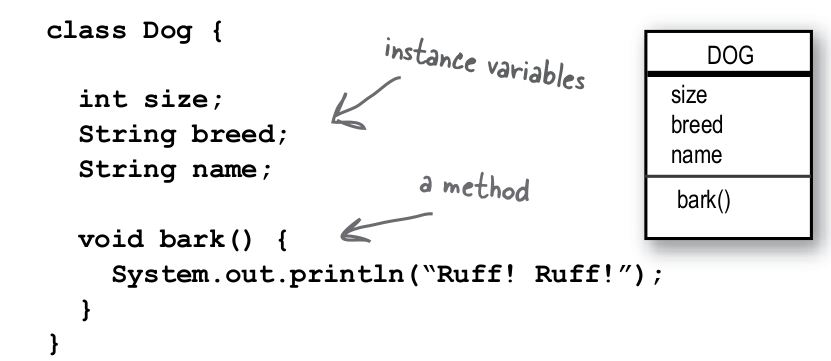 class Dog {
instance variables
int size;
String breed;
String name;
a method
void bark() {
System.out.println(“Ruff! Ruff!”);
}
}
DOG
size
breed
name
bark()